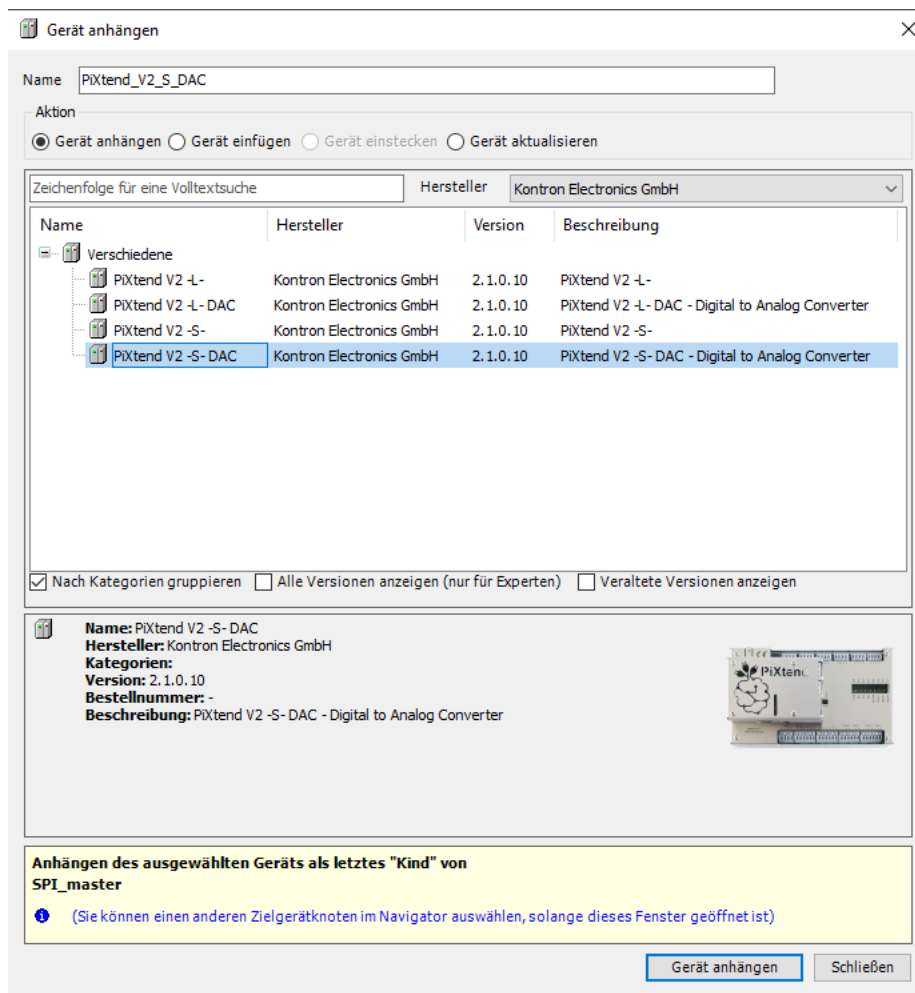 Gerät anhängen
Name PiXtend_V2_S_DAC
Aktion
Gerät anhängen Gerät einfügen Gerät einstecken Gerät aktualisieren
Zeichenfolge für eine Volltextsuche Hersteller Kontron Electronics GmbH
Name Hersteller Version Beschreibung
Verschiedene
PiXtend V2 -L- Kontron Electronics GmbH 2.1.0.10 PiXtend V2 -L-
PiXtend V2 -L- DAC Kontron Electronics GmbH 2.1.0.10 PiXtend V2 -L- DAC - Digital to Analog Converter
PiXtend V2 -S- Kontron Electronics GmbH 2.1.0.10 PiXtend V2 -S-
PiXtend V2 -S- DAC Kontron Electronics GmbH 2.1.0.10 PiXtend V2 -S- DAC - Digital to Analog Converter
Nach Kategorien gruppieren Alle Versionen anzeigen (nur für Experten) Veraltete Versionen anzeigen
Name: PiXtend V2 -S- DAC
Hersteller: Kontron Electronics GmbH
Kategorien:
Version: 2.1.0.10
Bestellnummer: -
Beschreibung: PiXtend V2 -S- DAC - Digital to Analog Converter
Anhängen des ausgewählten Geräts als letztes "Kind" von
SPI_master
(Sie können einen anderen Zielgerätknoten im Navigator auswählen, solange dieses Fenster geöffnet ist)
Gerät anhängen Schließen